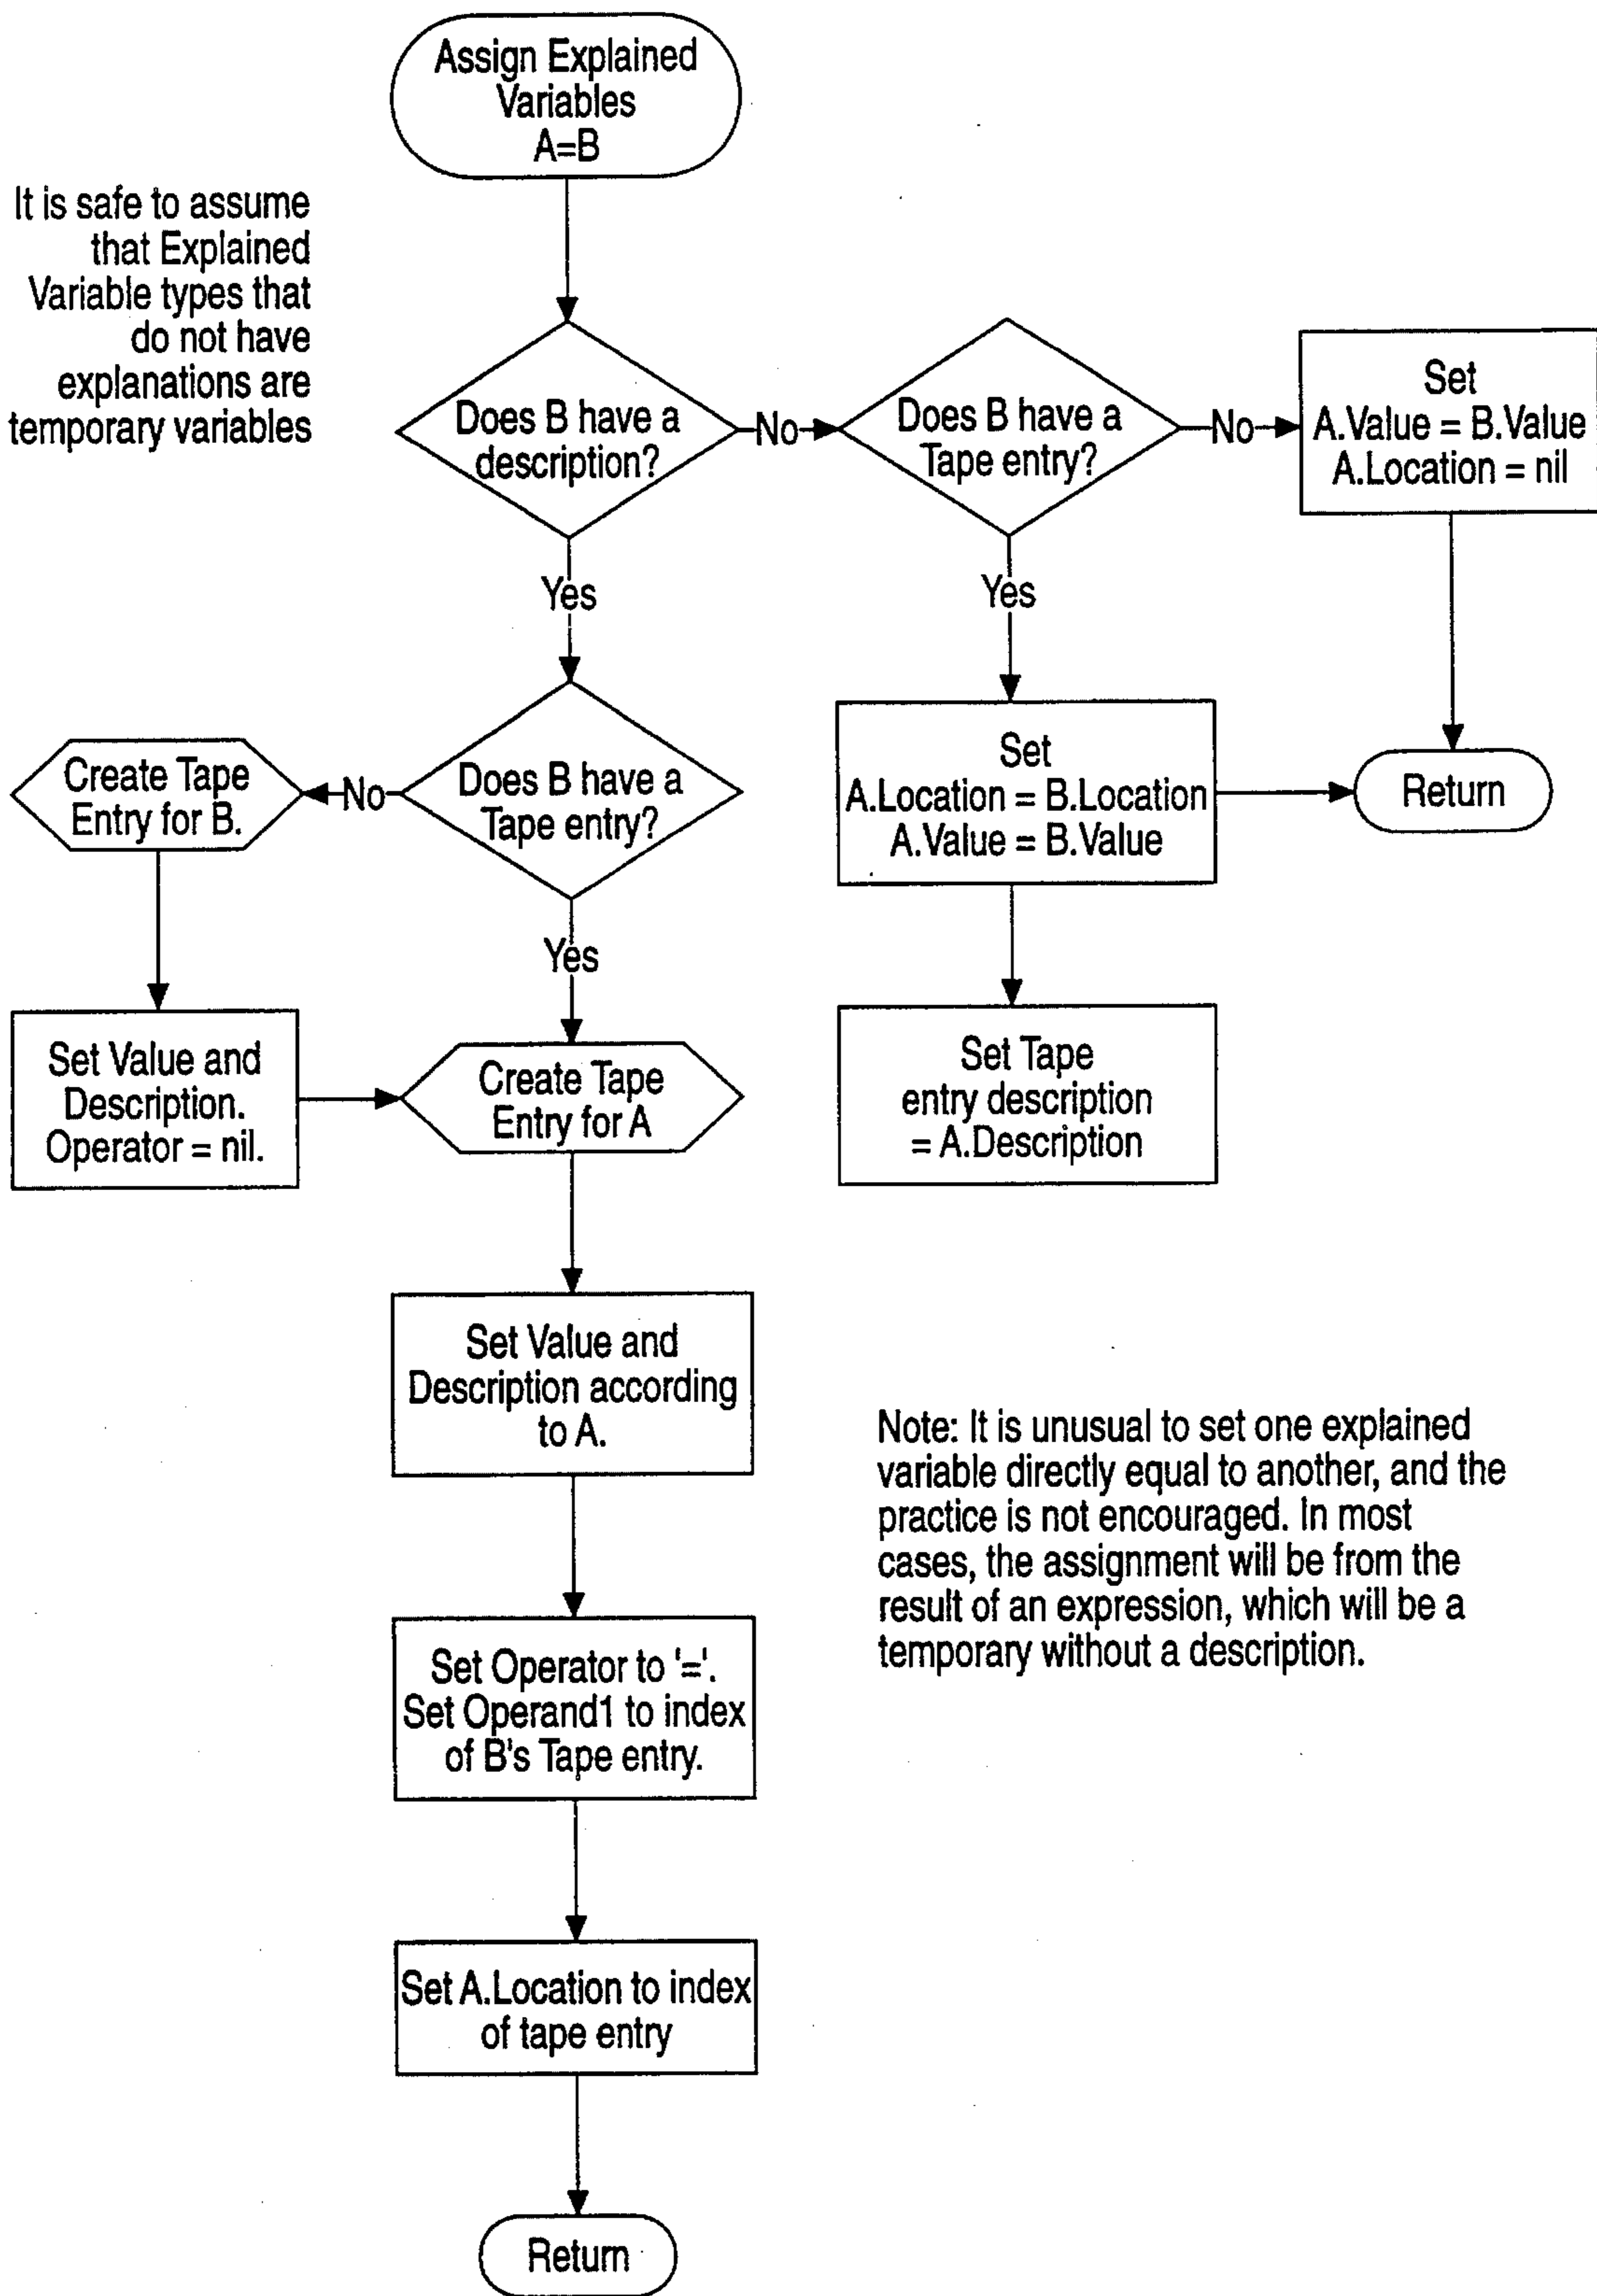 Assign Explained
Variables
A=B
It is safe to assume
that Explained
Variable types that
do not have
explanations are
temporary variables
Does B have a
description?
No
Does B have a
Tape entry?
No
Set
A.Value = B.Value
A.Location = nil
Yes
Yes
Create Tape
Entry for B.
No
Does B have a
Tape entry?
Set
A.Location = B.Location
A.Value = B.Value
Return
Yes
Set Value and
Description.
Operator = nil.
Create Tape
Entry for A
Set Tape
entry description
= A.Description
Set Value and
Description according
to A.
Note: It is unusual to set one explained
variable directly equal to another, and the
practice is not encouraged. In most
cases, the assignment will be from the
result of an expression, which will be a
temporary without a description.
Set Operator to '='.
Set Operand1 to index
of B's Tape entry.
Set A.Location to index
of tape entry
Return